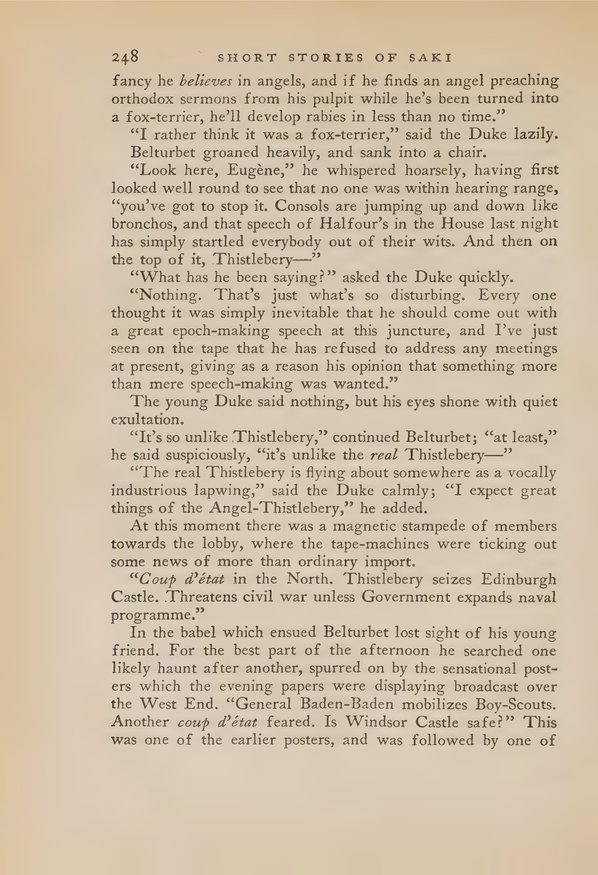 248 SHORT STORIES OF SAKI
fancy he believes in angels, and if he finds an angel preaching
orthodox sermons from his pulpit while he's been turned into
a fox-terrier, he'll develop rabies in less than no time."
"I rather think it was a fox-terrier," said the Duke lazily.
Belturbet groaned heavily, and sank into a chair.
"Look here, Eugène," he whispered hoarsely, having first
looked well round to see that no one was within hearing range,
"you've got to stop it. Consols are jumping up and down like
bronchos, and that speech of Halfour's in the House last night
has simply startled everybody out of their wits. And then on
the top of it, Thistlebery—"
"What has he been saying?" asked the Duke quickly.
"Nothing. That's just what's so disturbing. Every one
thought it was simply inevitable that he should come out with
a great epoch-making speech at this juncture, and I've just
seen on the tape that he has refused to address any meetings
at present, giving as a reason his opinion that something more
than mere speech-making was wanted."
The young Duke said nothing, but his eyes shone with quiet
exultation.
"It's so unlike Thistlebery," continued Belturbet; "at least,"
he said suspiciously, "it's unlike the real Thistlebery—"
"The real Thistlebery is flying about somewhere as a vocally
industrious lapwing," said the Duke calmly; "I expect great
things of the Angel-Thistlebery," he added.
At this moment there was a magnetic stampede of members
towards the lobby, where the tape-machines were ticking out
some news of more than ordinary import.
"Coup d'état in the North. Thistlebery seizes Edinburgh
Castle. Threatens civil war unless Government expands naval
programme."
In the babel which ensued Belturbet lost sight of his young
friend. For the best part of the afternoon he searched one
likely haunt after another, spurred on by the sensational post-
ers which the evening papers were displaying broadcast over
the West End. "General Baden-Baden mobilizes Boy-Scouts.
Another coup d'état feared. Is Windsor Castle safe?" This
was one of the earlier posters, and was followed by one of